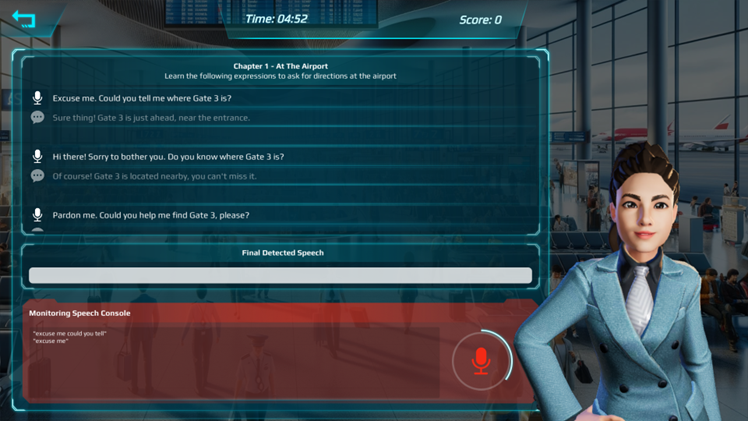 Time: 04:52
Score: 0
Chapter 1 - At The Airport
Learn the following expressions to ask for directions at the airport
Excuse me. Could you tell me where Gate 3 is?
Sure thing! Gate 3 is just ahead, near the entrance.
Hi there! Sorry to bother you. Do you know where Gate 3 is?
Of course! Gate 3 is located nearby, you can't miss it.
Pardon me. Could you help me find Gate 3, please?
Final Detected Speech
Monitoring Speech Console
"excuse me could you tell"
"excuse me"